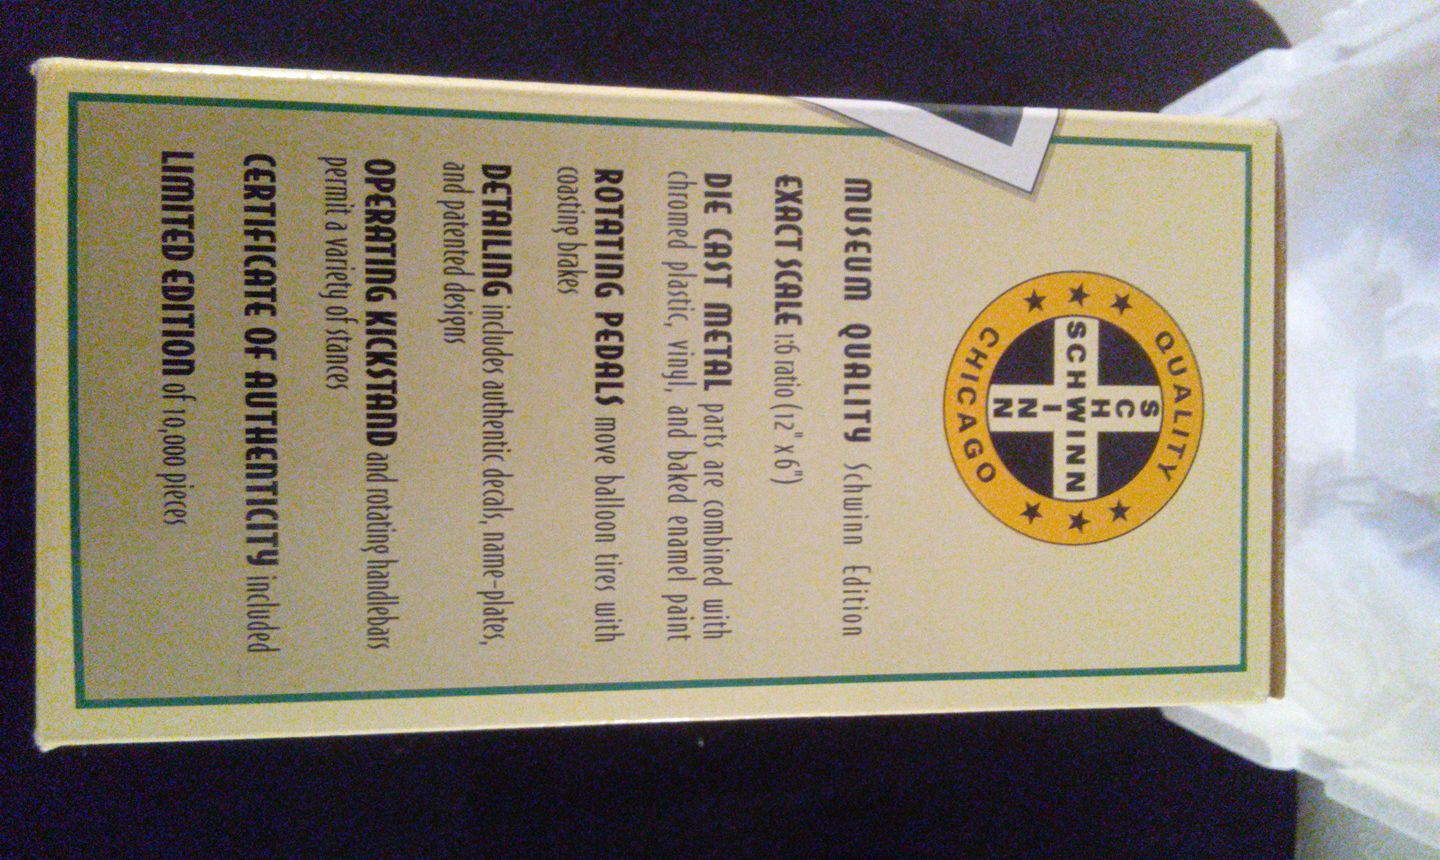 QUALITY
SCHWINN
SCHWINN
CHICAGO
MUSEUM QUALITY Schwinn Edition
EXACT SCALE 1:6 ratio (12" x 6")
DIE CAST METAL parts are combined with
chromed plastic, vinyl, and baked enamel paint
ROTATING PEDALS move balloon tires with
coasting brakes
DETAILING includes authentic decals, name-plates,
and patented designs
OPERATING KICKSTAND and rotating handlebars
permit a variety of stances
CERTIFICATE OF AUTHENTICITY included
LIMITED EDITION of 10,000 pieces